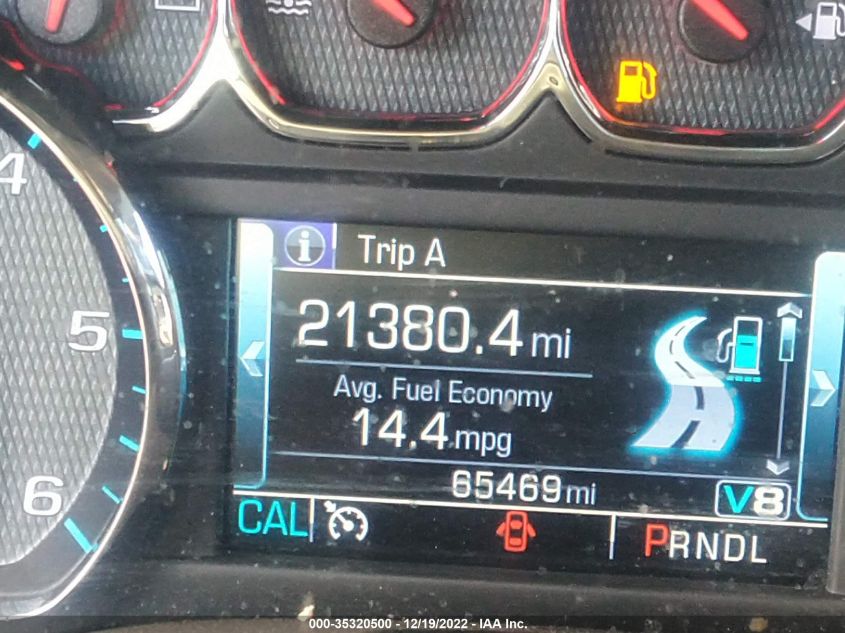 4
5
6
Trip A
21380.4 mi
Avg. Fuel Economy
14.4 mpg
65469 mi
V8
CAL
PRNDL
000-35320500 - 12/19/2022 - IAA Inc.